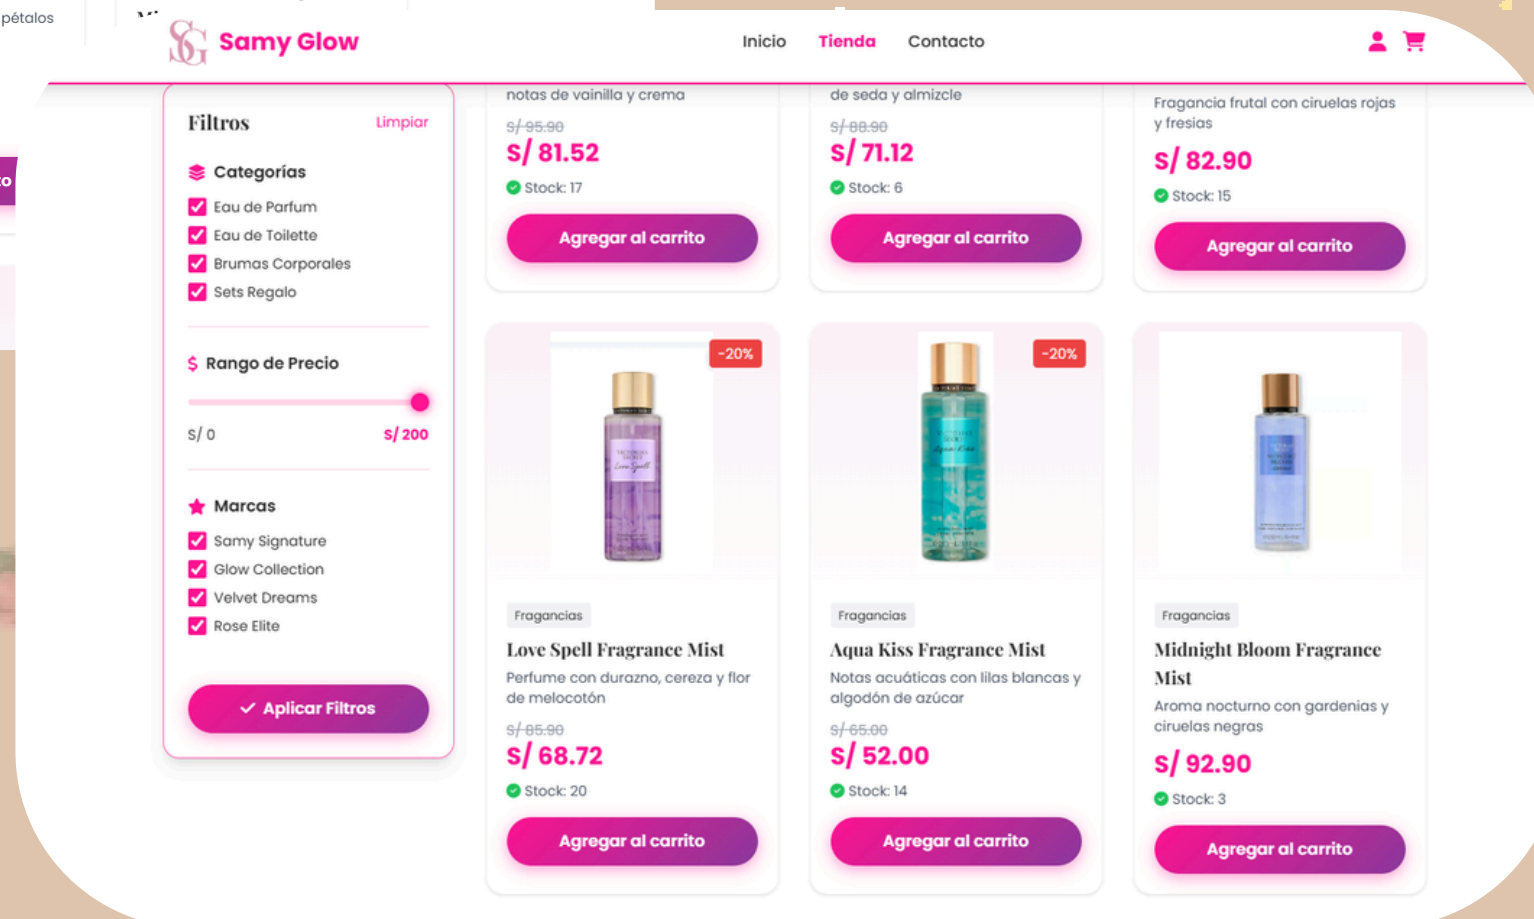 pétalos
to
SG
Samy Glow
Inicio
Tienda
Contacto
Filtros
Limpiar
Categorías
Eau de Parfum
Eau de Toilette
Brumas Corporales
Sets Regalo
$ Rango de Precio
S/ 0
S/ 200
Marcas
Samy Signature
Glow Collection
Velvet Dreams
Rose Elite
Aplicar Filtros
notas de vainilla y crema
S/ 95.90
S/ 81.52
Stock: 17
Agregar al carrito
de seda y almizcle
S/ 88.90
S/ 71.12
Stock: 6
Agregar al carrito
Fragancia frutal con ciruelas rojas
y fresias
S/ 82.90
Stock: 15
Agregar al carrito
-20%
Love Spell
Fragancias
Love Spell Fragrance Mist
Perfume con durazno, cereza y flor
de melocotón
S/ 85.90
S/ 68.72
Stock: 20
Agregar al carrito
-20%
Aqua Kiss
Fragancias
Aqua Kiss Fragrance Mist
Notas acuáticas con lilas blancas y
algodón de azúcar
S/ 65.00
S/ 52.00
Stock: 14
Agregar al carrito
Fragancias
Midnight Bloom Fragrance
Mist
Aroma nocturno con gardenias y
ciruelas negras
S/ 92.90
Stock: 3
Agregar al carrito